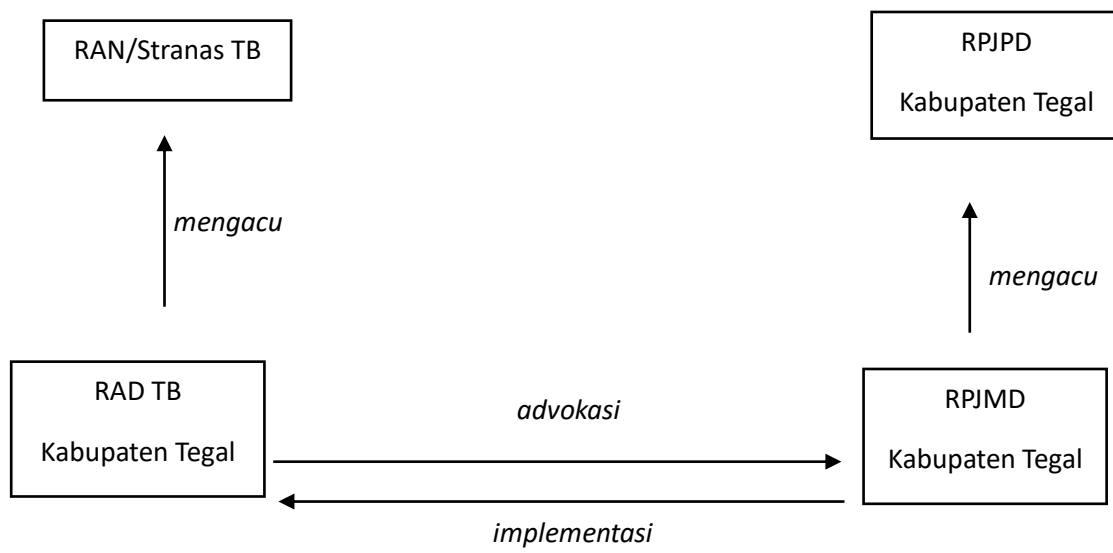 RAN/Stranas TB
RPJPD
Kabupaten Tegal
mengacu
mengacu
RAD TB
Kabupaten Tegal
advokasi
RPJMD
Kabupaten Tegal
implementasi